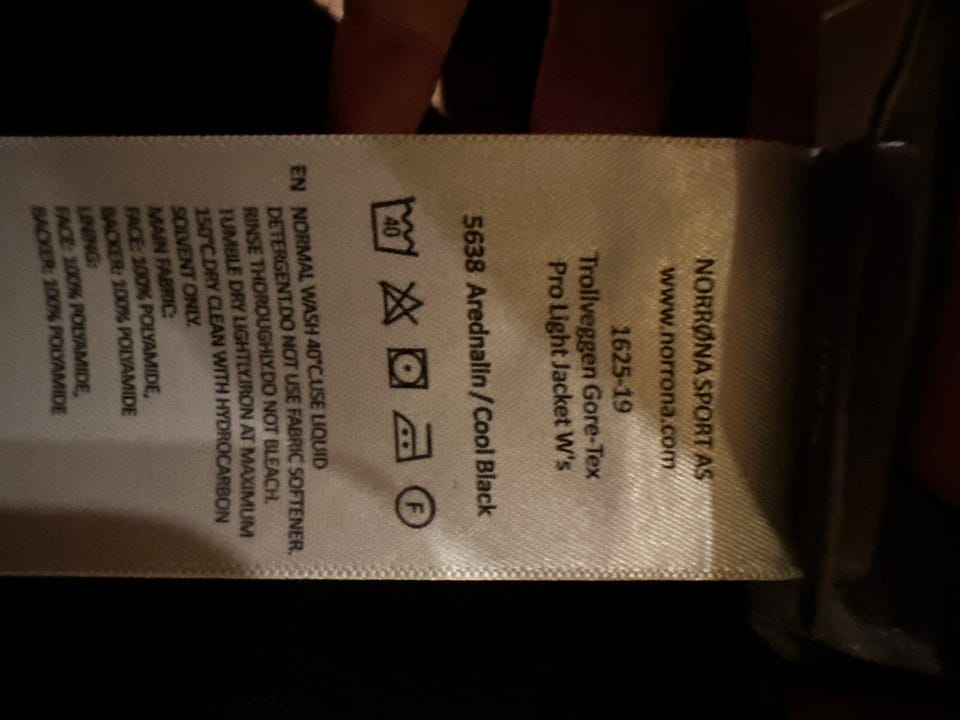 NORRØNA SPORT AS
www.norrona.com
1625-19
Trollveggen Gore-Tex
Pro Light Jacket W's
5638 Arednalin / Cool Black
40
F
EN NORMAL WASH 40°C.USE LIQUID
DETERGENT.DO NOT USE FABRIC SOFTENER.
RINSE THOROUGHLY.DO NOT BLEACH.
TUMBLE DRY LIGHTLY.IRON AT MAXIMUM
150°C.DRY CLEAN WITH HYDROCARBON
SOLVENT ONLY.
MAIN FABRIC:
FACE: 100% POLYAMIDE,
BACKER: 100% POLYAMIDE
LINING:
FACE: 100% POLYAMIDE,
BACKER: 100% POLYAMIDE